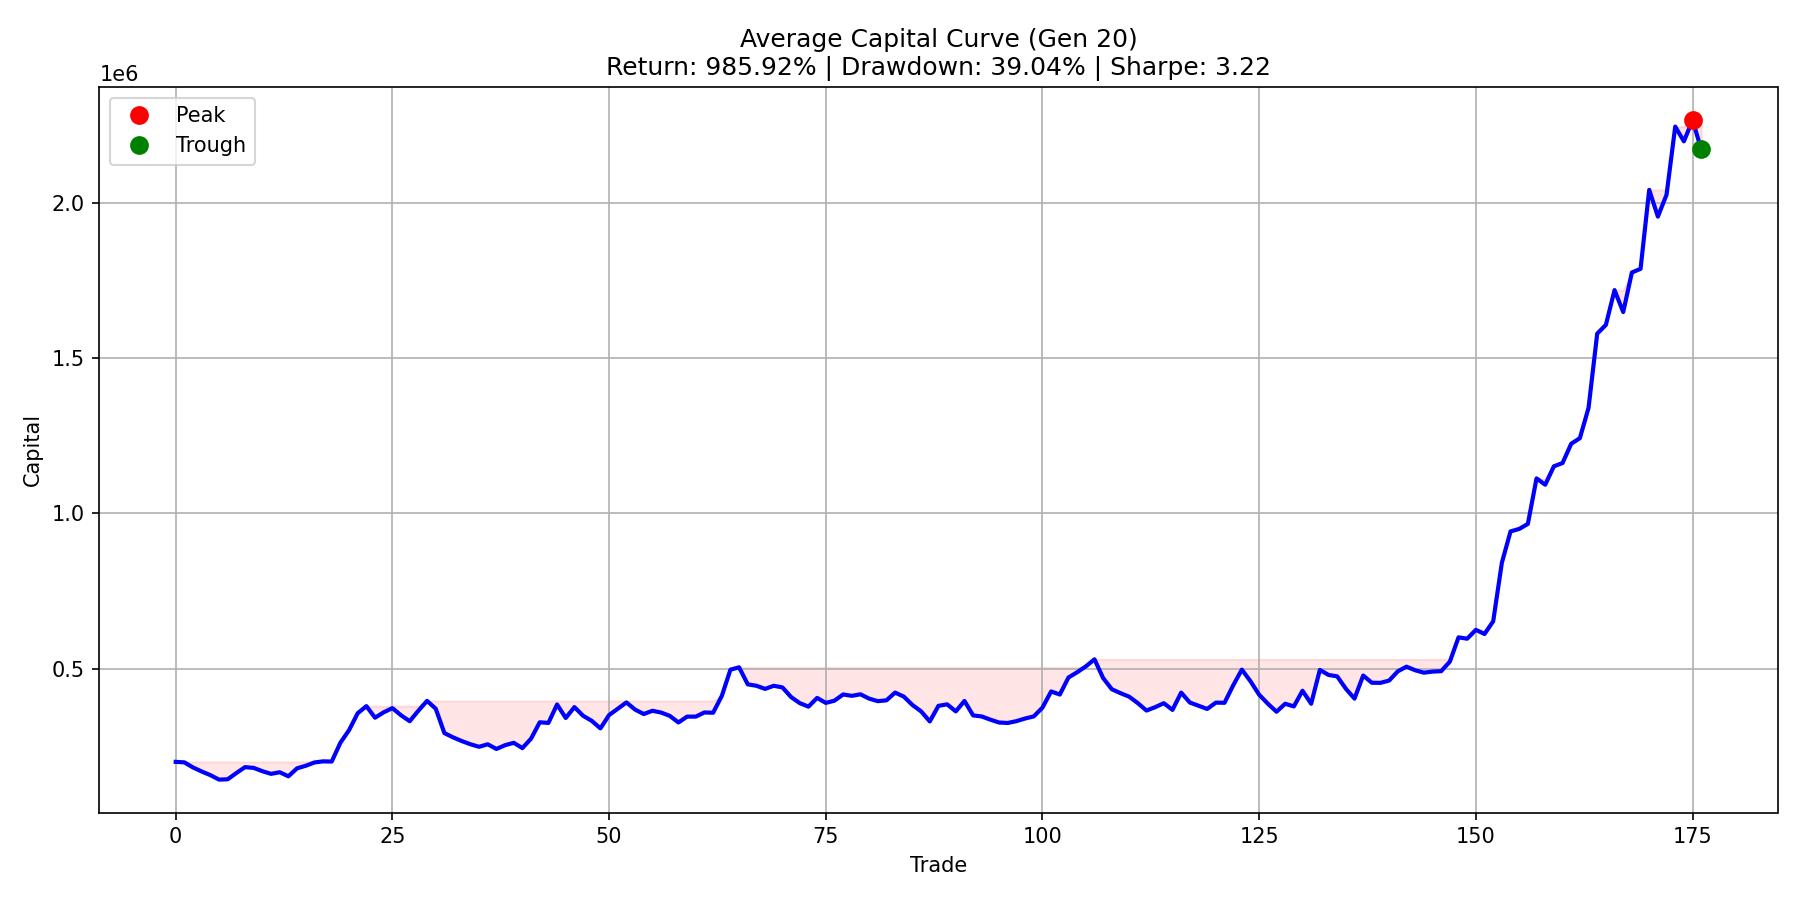 Average Capital Curve (Gen 20)
Return: 985.92% | Drawdown: 39.04% | Sharpe: 3.22
1e6
Peak
Trough
2.0
1.5
1.0
0.5
Capital
0 25 50 75 100 125 150 175
Trade